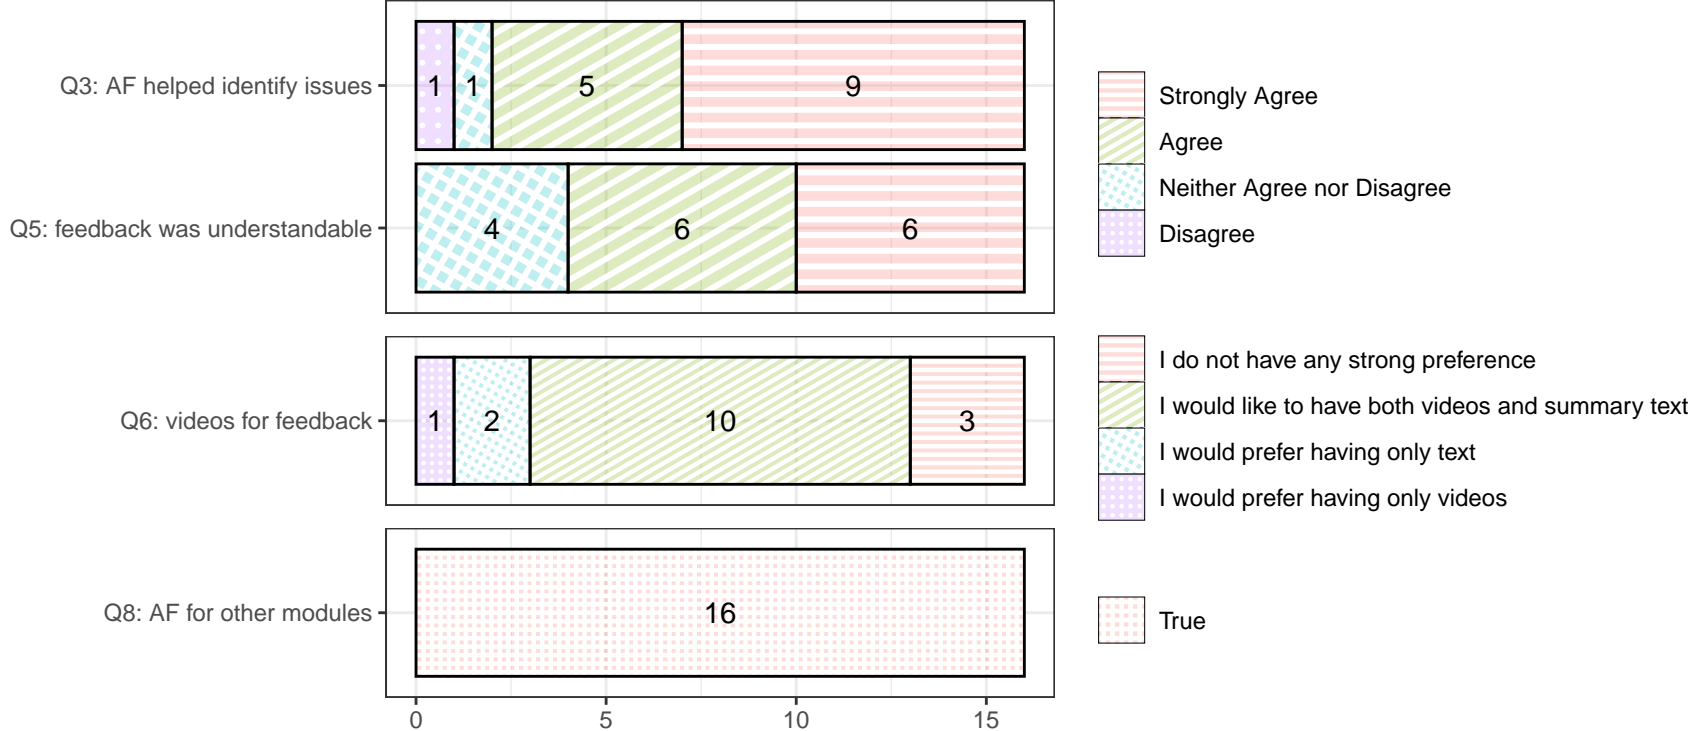 Q3: AF helped identify issues
1
1
5
9
Q5: feedback was understandable
4
6
6
Strongly Agree
Agree
Neither Agree nor Disagree
Disagree
Q6: videos for feedback
1
2
10
3
I do not have any strong preference
I would like to have both videos and summary text
I would prefer having only text
I would prefer having only videos
Q8: AF for other modules
16
True
0
5
10
15